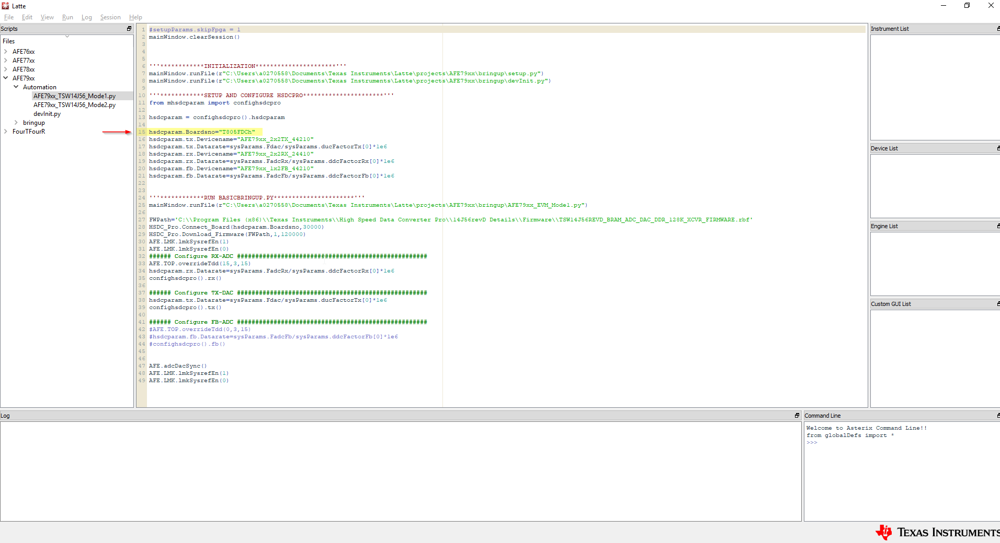 Latte
File Edit View Run Log Session Help
Scripts
Files
AFE76xx
AFE77xx
AFE78xx
AFE79xx
Automation
AFE79xx_TSW14J56_Mode1.py
AFE79xx_TSW14J56_Mode2.py
devInit.py
bringup
FourTFourR
1 #setupParams.skipFpga = 1
2 mainWindow.clearSession()
3
4
5
6 '''************INITIALIZATION**********************'''
7 mainWindow.runFile(r"C:\Users\a0270558\Documents\Texas Instruments\Latte\projects\AFE79xx\bringup\setup.py")
8 mainWindow.runFile(r"C:\Users\a0270558\Documents\Texas Instruments\Latte\projects\AFE79xx\bringup\devInit.py")
9
10 '''************SETUP AND CONFIGURE HSDCPRO**********************'''
11 from mhsdcparam import confighsdcpro
12
13 hsdcparam = confighsdcpro().hsdcparam
14
15 hsdcparam.Boardsno="T805FDCh"
16 hsdcparam.tx.Devicename="AFE79xx_2x2TX_44210"
17 hsdcparam.tx.Datarate=sysParams.Fdac/sysParams.ducFactorTx[0]*1e6
18 hsdcparam.rx.Devicename="AFE79xx_2x2RX_24410"
19 hsdcparam.rx.Datarate=sysParams.FadcRx/sysParams.ddcFactorRx[0]*1e6
20 hsdcparam.fb.Devicename="AFE79xx_1x2FB_44210"
21 hsdcparam.fb.Datarate=sysParams.FadcFb/sysParams.ddcFactorFb[0]*1e6
22
23
24 '''************RUN BASICBRINGUP.PY**********************'''
25 mainWindow.runFile(r"C:\Users\a0270558\Documents\Texas Instruments\Latte\projects\AFE79xx\bringup\AFE79xx_EVM_Mode1.py")
26
27 FWPath='C:\\Program Files (x86)\\Texas Instruments\\High Speed Data Converter Pro\\14J56revD Details\\Firmware\\TSW14J56REVD_BRAM_ADC_DAC_DDR_128K_XCVR_FIRMWARE.rbf'
28 HSDC_Pro.Connect_Board(hsdcparam.Boardsno,30000)
29 HSDC_Pro.Download_Firmware(FWPath,1,120000)
30 AFE.LMK.lmkSysrefEn(1)
31 AFE.LMK.lmkSysrefEn(0)
32 ###### Configure RX-ADC ####################################################
33 AFE.TOP.overrideTdd(15,3,15)
34 hsdcparam.rx.Datarate=sysParams.FadcRx/sysParams.ddcFactorRx[0]*1e6
35 confighsdcpro().rx()
36
37 ###### Configure TX-DAC ####################################################
38 hsdcparam.tx.Datarate=sysParams.Fdac/sysParams.ducFactorTx[0]*1e6
39 confighsdcpro().tx()
40
41 ###### Configure FB-ADC ####################################################
42 #AFE.TOP.overrideTdd(0,3,15)
43 #hsdcparam.fb.Datarate=sysParams.FadcFb/sysParams.ddcFactorFb[0]*1e6
44 #confighsdcpro().fb()
45
46
47 AFE.adcDacSync()
48 AFE.LMK.lmkSysrefEn(1)
49 AFE.LMK.lmkSysrefEn(0)
Instrument List
Device List
Engine List
Custom GUI List
Log
Command Line
Welcome to Asterix Command Line!!
from globalDefs import *
>>>
TEXAS INSTRUMENTS